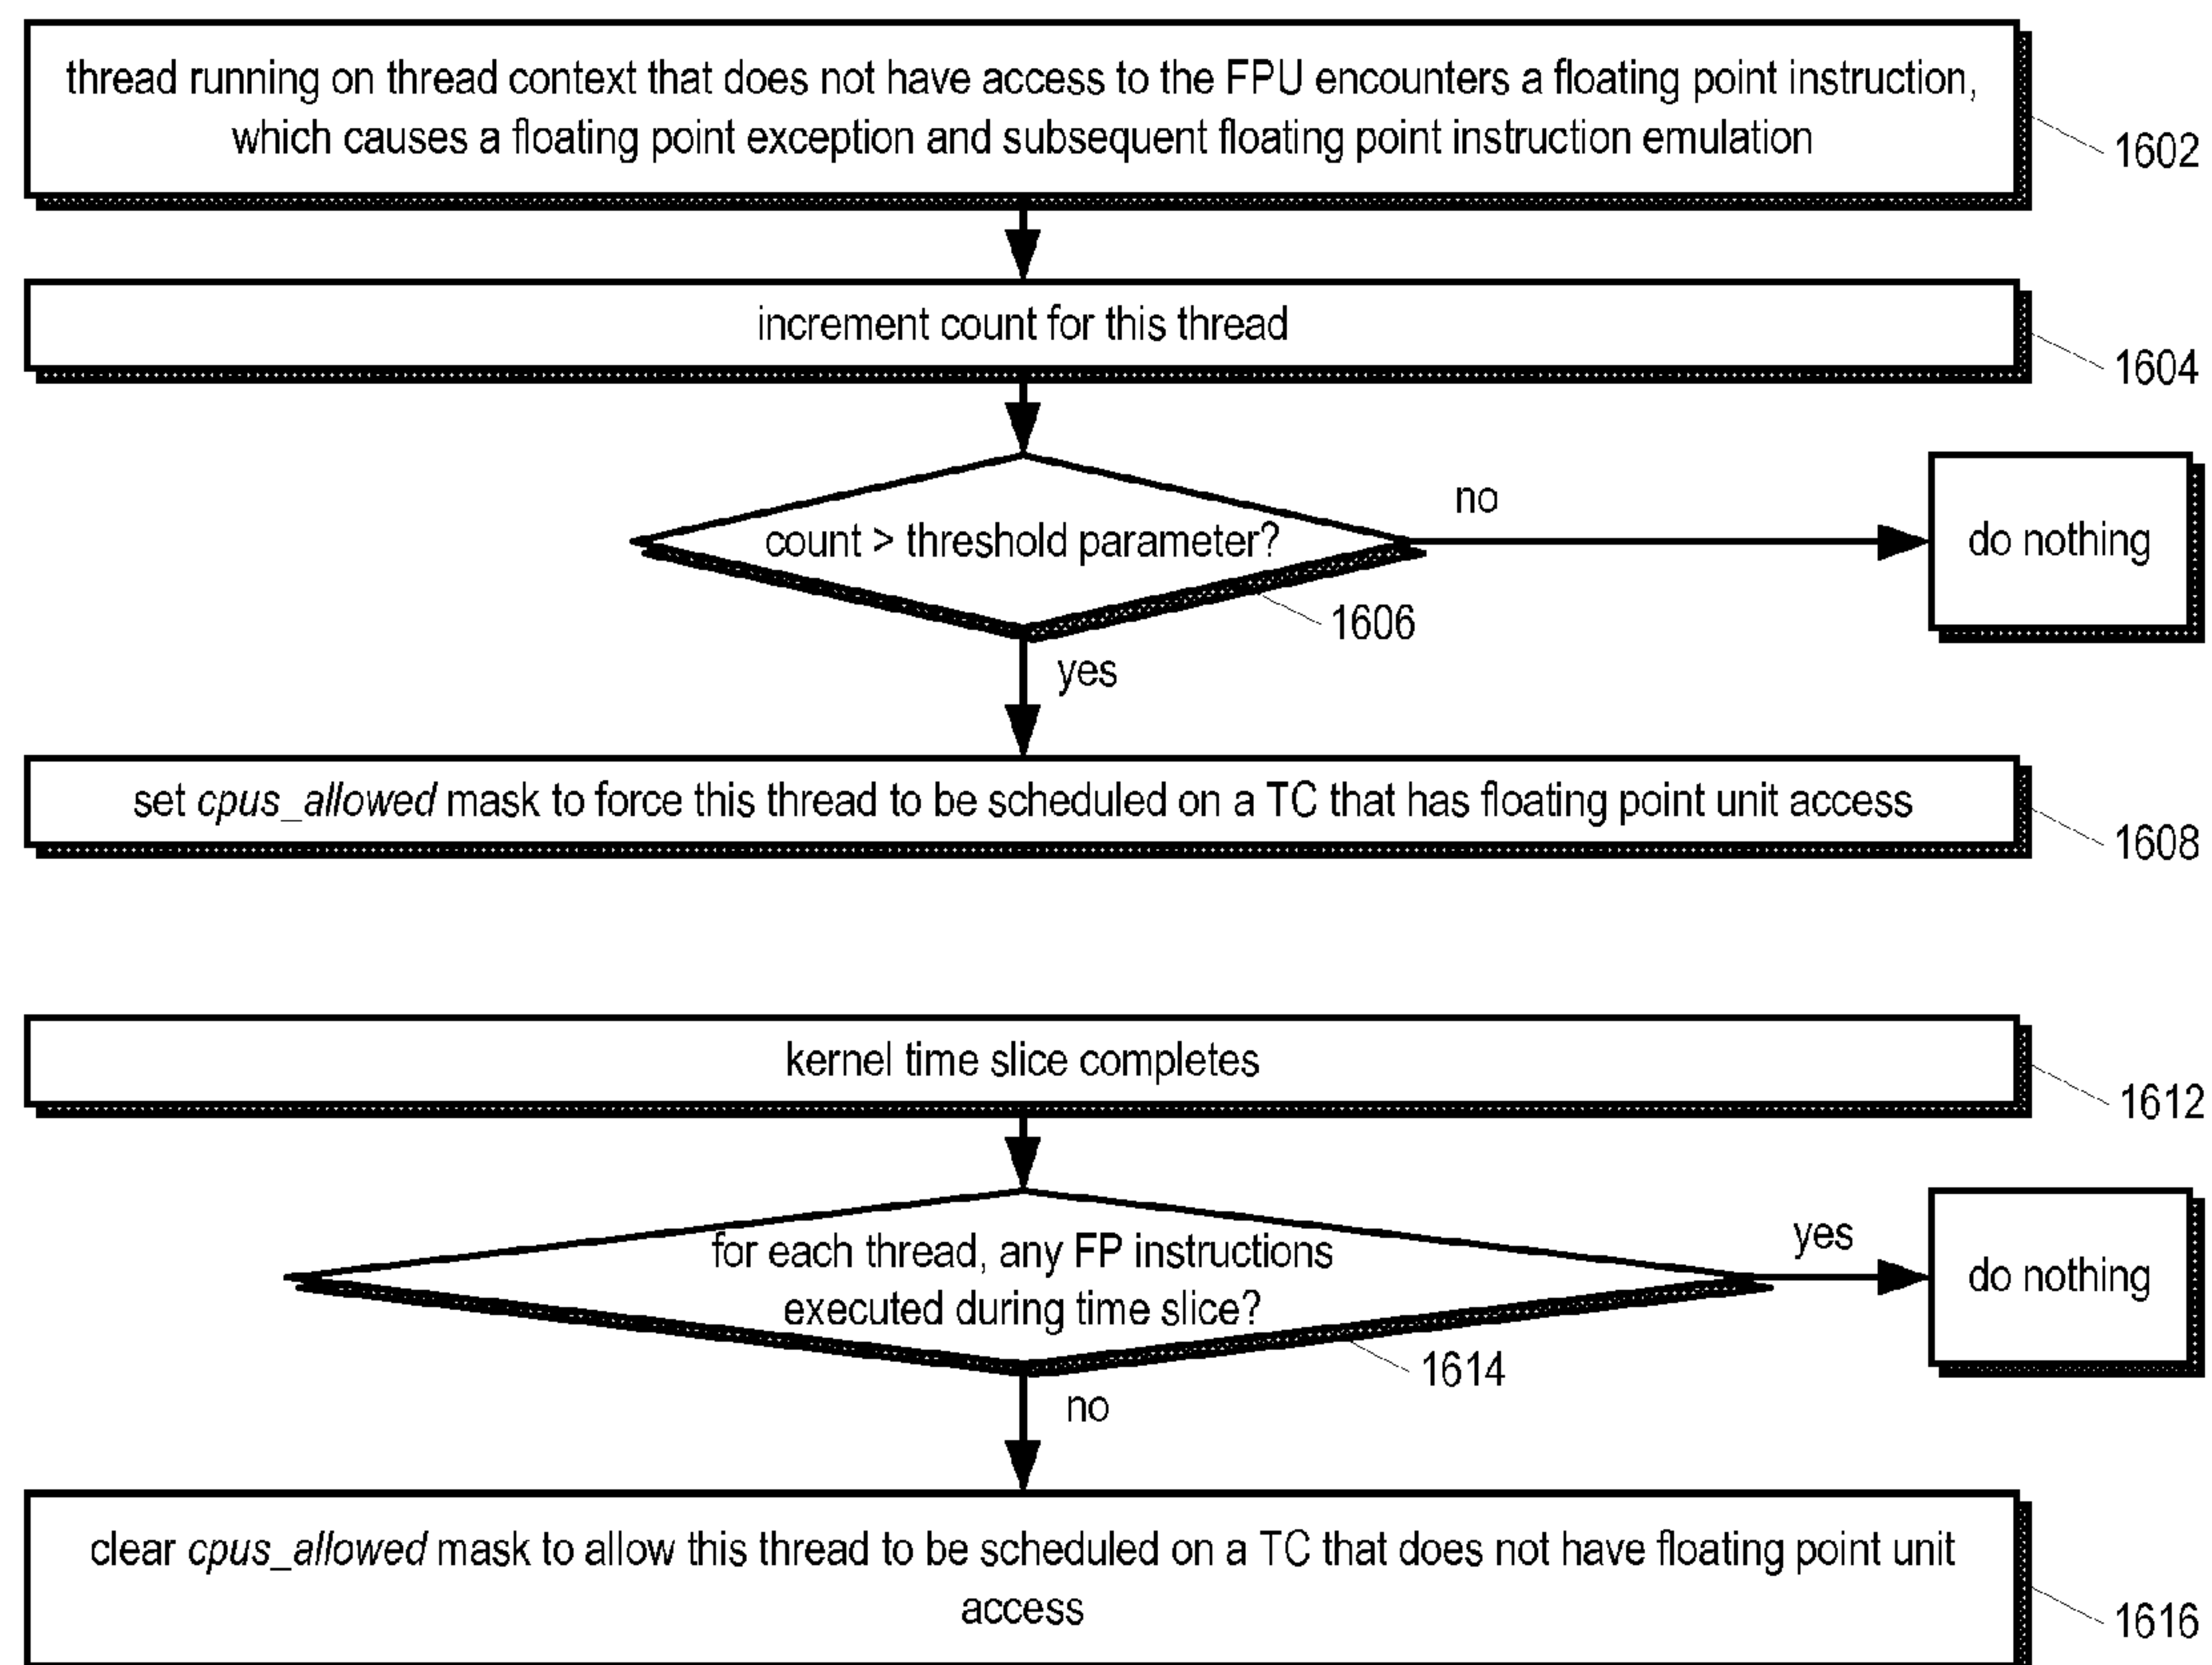 thread running on thread context that does not have access to the FPU encounters a floating point instruction,
which causes a floating point exception and subsequent floating point instruction emulation
1602
increment count for this thread
1604
count > threshold parameter?
no
do nothing
1606
yes
set cpus_allowed mask to force this thread to be scheduled on a TC that has floating point unit access
1608
kernel time slice completes
1612
for each thread, any FP instructions
executed during time slice?
yes
do nothing
1614
no
clear cpus_allowed mask to allow this thread to be scheduled on a TC that does not have floating point unit
access
1616